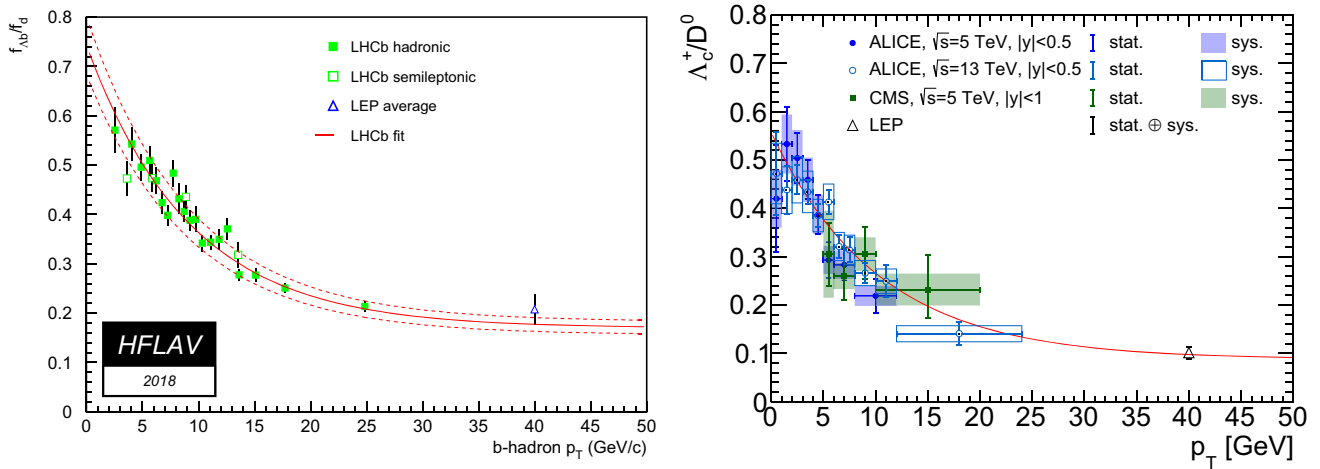 f_Λb/f_d
0.8
0.7
0.6
0.5
0.4
0.3
0.2
0.1
0
LHCb hadronic
LHCb semileptonic
LEP average
LHCb fit
HFLAV
2018
0 5 10 15 20 25 30 35 40 45 50
b-hadron p_T (GeV/c)
Λ_c^+/D^0
0.8
0.7
0.6
0.5
0.4
0.3
0.2
0.1
0
ALICE, √s=5 TeV, |y|<0.5 stat. sys.
ALICE, √s=13 TeV, |y|<0.5 stat. sys.
CMS, √s=5 TeV, |y|<1 stat. sys.
LEP stat. ⊕ sys.
0 5 10 15 20 25 30 35 40 45 50
p_T [GeV]